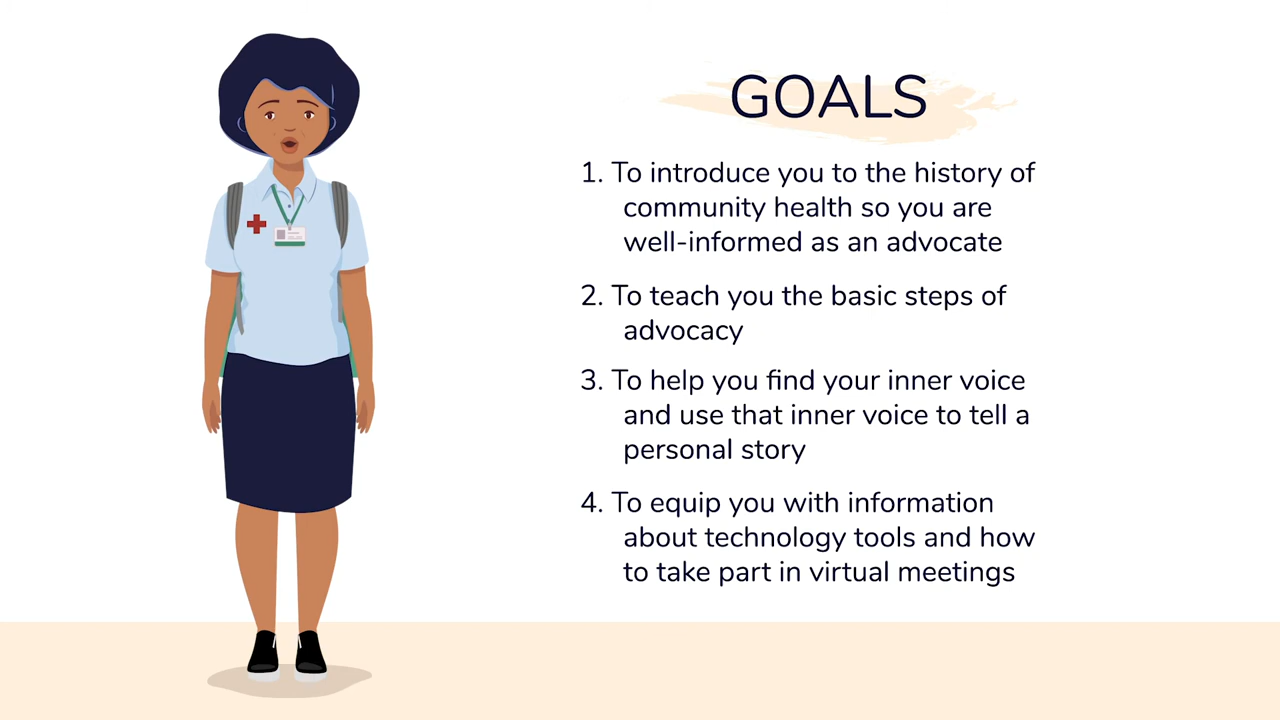 GOALS
1. To introduce you to the history of
community health so you are
well-informed as an advocate
2. To teach you the basic steps of
advocacy
3. To help you find your inner voice
and use that inner voice to tell a
personal story
4. To equip you with information
about technology tools and how
to take part in virtual meetings